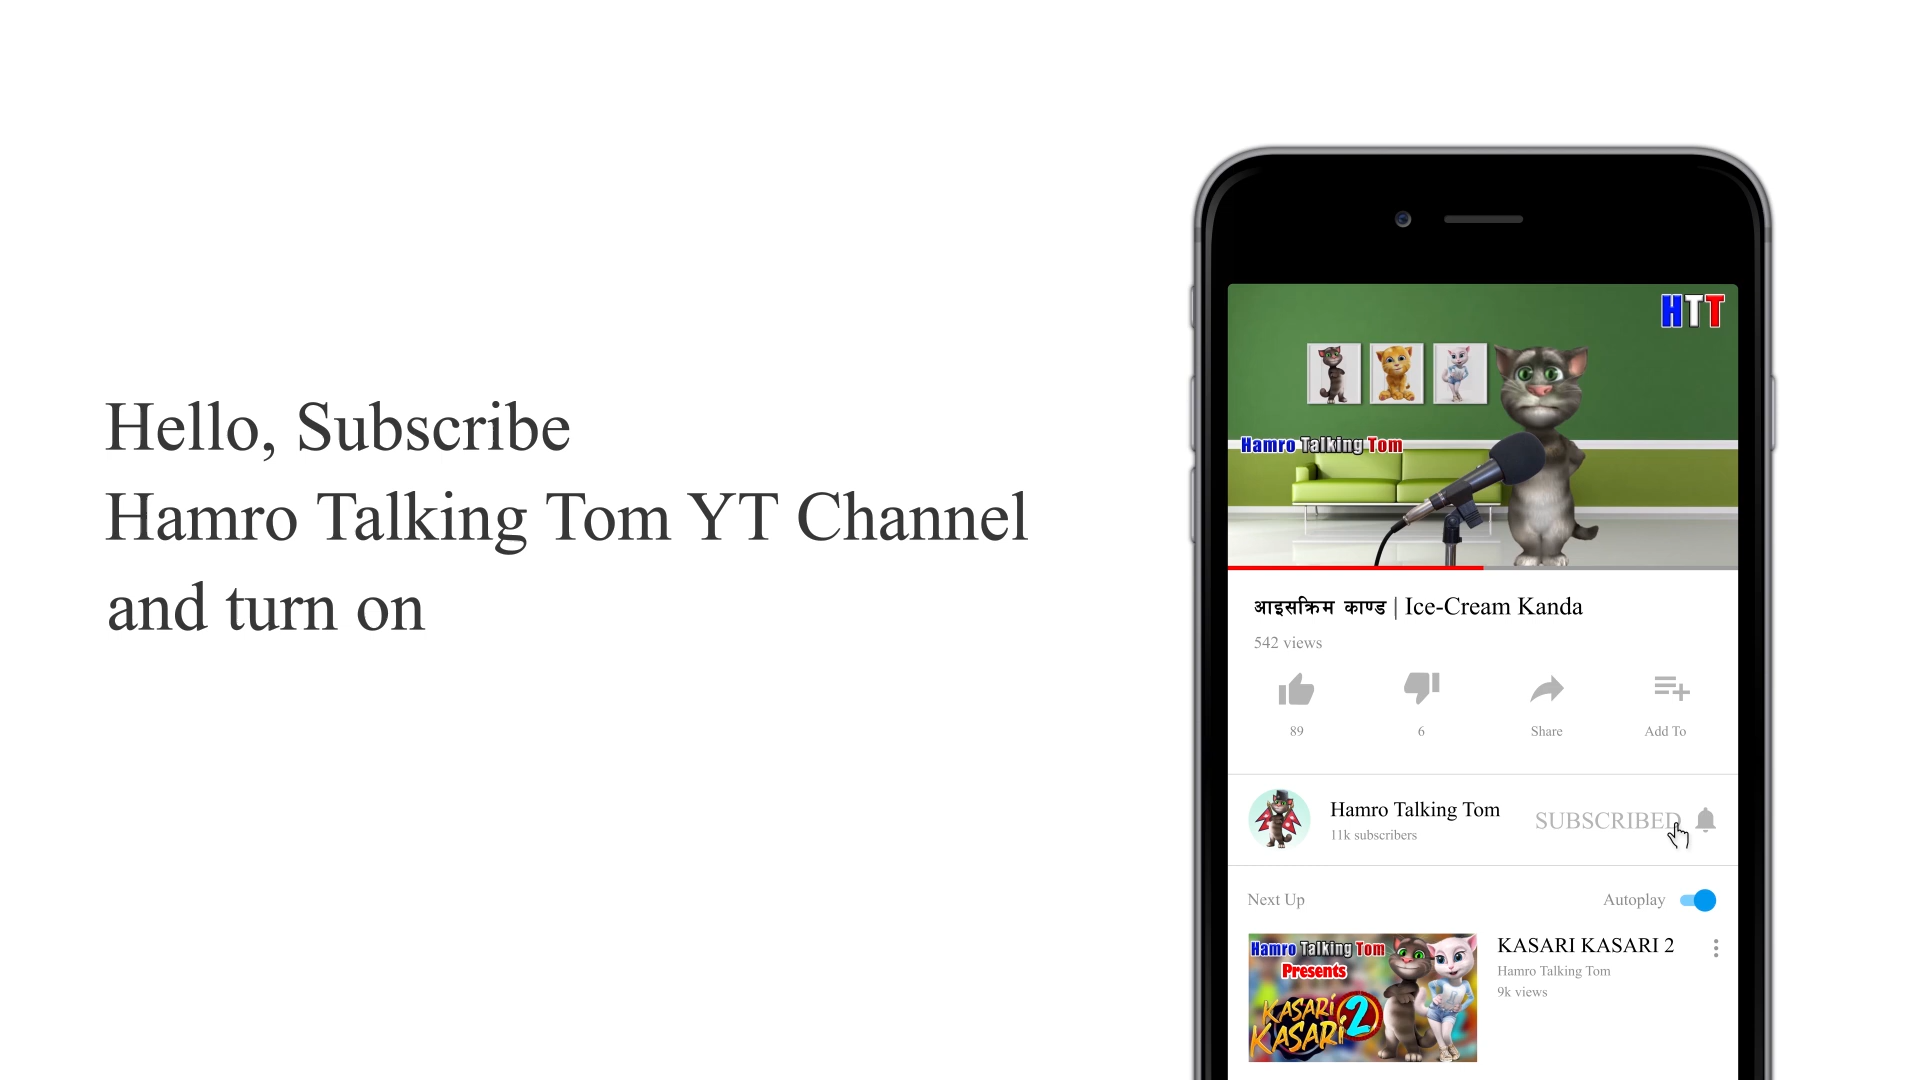 Hello, Subscribe
Hamro Talking Tom YT Channel
and turn on
HTT
Hamro Talking Tom
आइसक्रिम काण्ड | Ice-Cream Kanda
542 views
89
6
Share
Add To
Hamro Talking Tom
11k subscribers
SUBSCRIBED
Next Up
Autoplay
Hamro Talking Tom
Presents
KASARI
KASARI 2
KASARI KASARI 2
Hamro Talking Tom
9k views